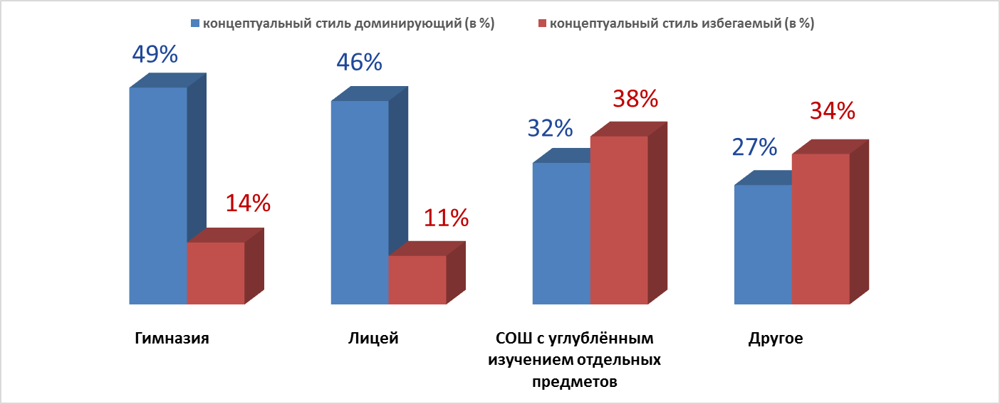 концептуальный стиль доминирующий (в %) концептуальный стиль избегаемый (в %)
49% 46% 32% 38% 27% 34%
14% 11%
Гимназия Лицей СОШ с углублённым Другое
изучением отдельных
предметов